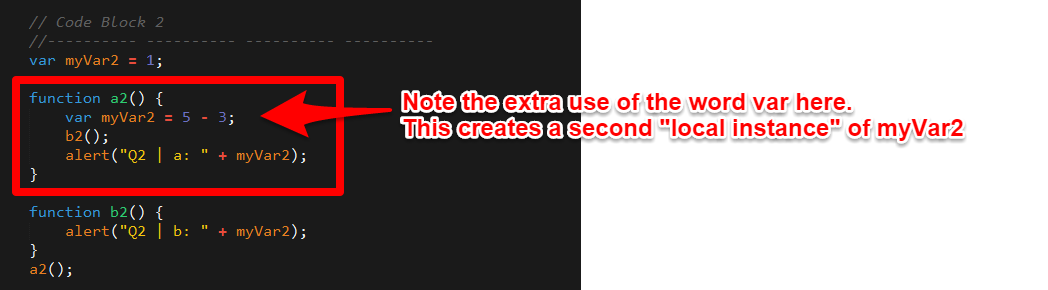 // Code Block 2
//---------- ---------- ---------- ----------
var myVar2 = 1;
function a2() {
var myVar2 = 5 - 3;
b2();
alert("Q2 | a: " + myVar2);
}
Note the extra use of the word var here.
This creates a second "local instance" of myVar2
function b2() {
alert("Q2 | b: " + myVar2);
}
a2();